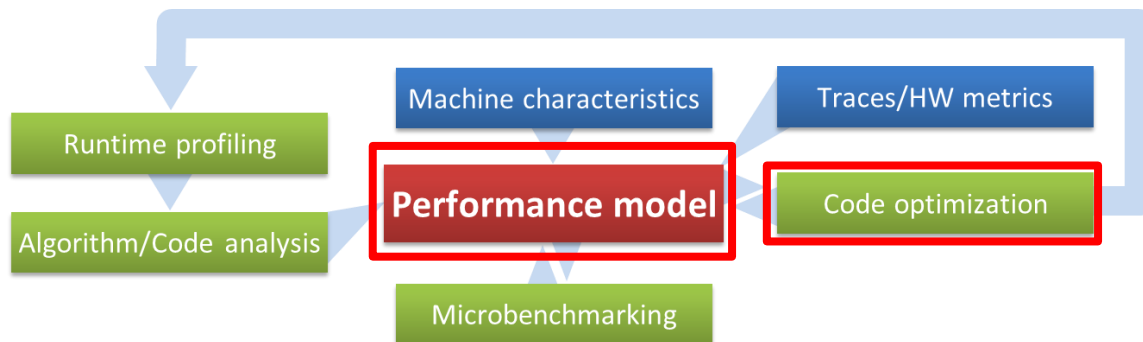 Machine characteristics
Traces/HW metrics
Runtime profiling
Performance model
Code optimization
Algorithm/Code analysis
Microbenchmarking